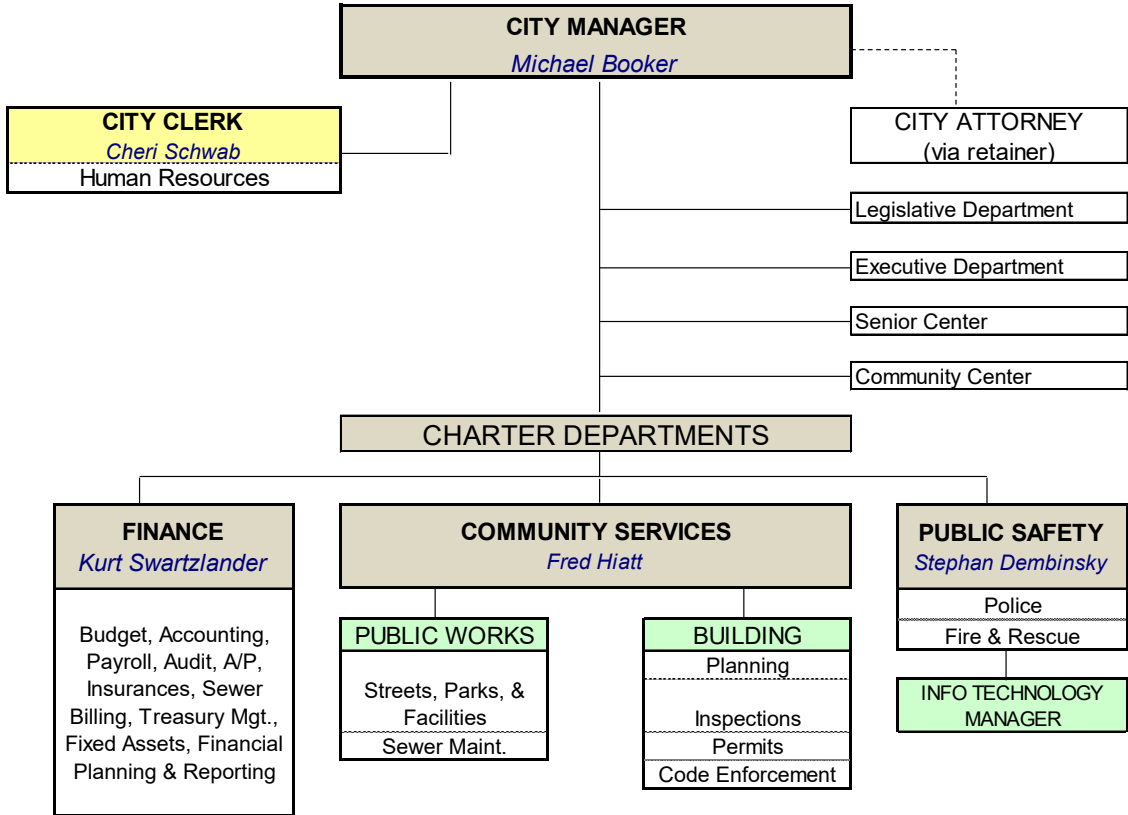 CITY MANAGER
Michael Booker
CITY CLERK
Cheri Schwab
Human Resources
CITY ATTORNEY
(via retainer)
Legislative Department
Executive Department
Senior Center
Community Center
CHARTER DEPARTMENTS
FINANCE
Kurt Swartzlander
Budget, Accounting,
Payroll, Audit, A/P,
Insurances, Sewer
Billing, Treasury Mgt.,
Fixed Assets, Financial
Planning & Reporting
COMMUNITY SERVICES
Fred Hiatt
PUBLIC WORKS
Streets, Parks, &
Facilities
Sewer Maint.
BUILDING
Planning
Inspections
Permits
Code Enforcement
PUBLIC SAFETY
Stephan Dembinsky
Police
Fire & Rescue
INFO TECHNOLOGY
MANAGER